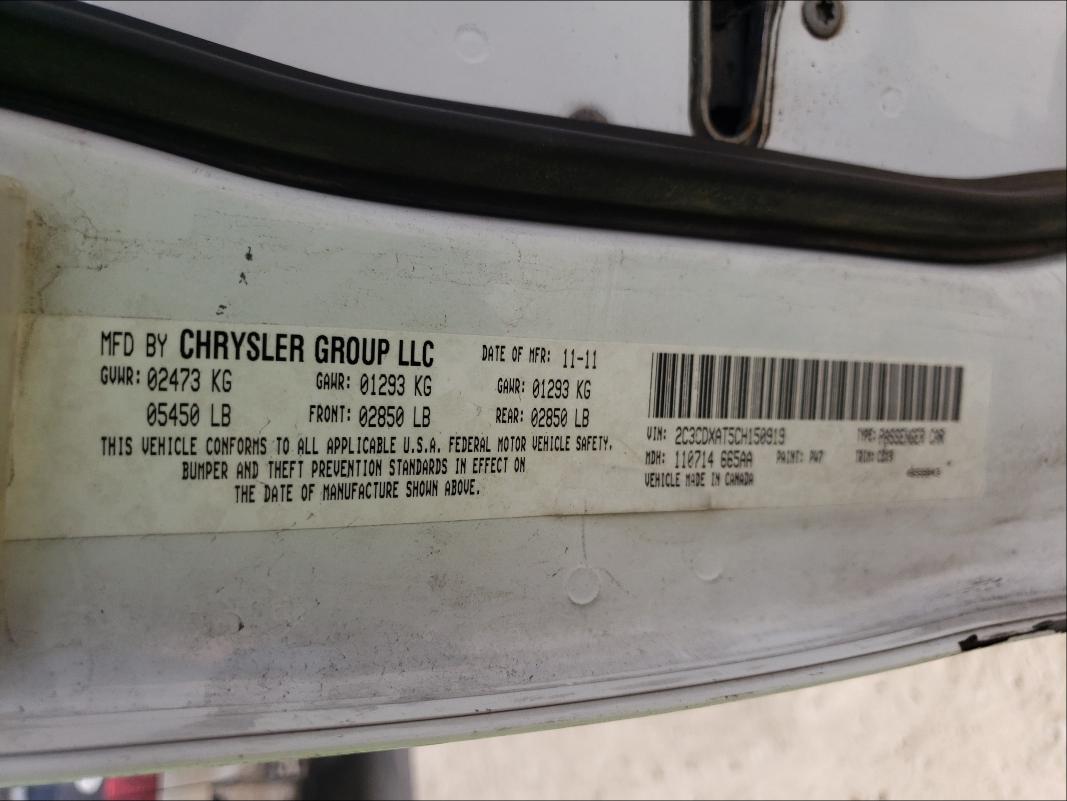 MFD BY CHRYSLER GROUP LLC DATE OF MFR: 11-11
GVWR: 02473 KG GAWR: 01293 KG GAWR: 01293 KG
05450 LB FRONT: 02850 LB REAR: 02850 LB
THIS VEHICLE CONFORMS TO ALL APPLICABLE U.S.A. FEDERAL MOTOR VEHICLE SAFETY,
BUMPER AND THEFT PREVENTION STANDARDS IN EFFECT ON
THE DATE OF MANUFACTURE SHOWN ABOVE.
VIN: 2C3CDXAT5CH150919 TYPE: PASSENGER CAR
MDH: 110714 665AA PAINT: PW7 TRIM:
VEHICLE MADE IN CANADA